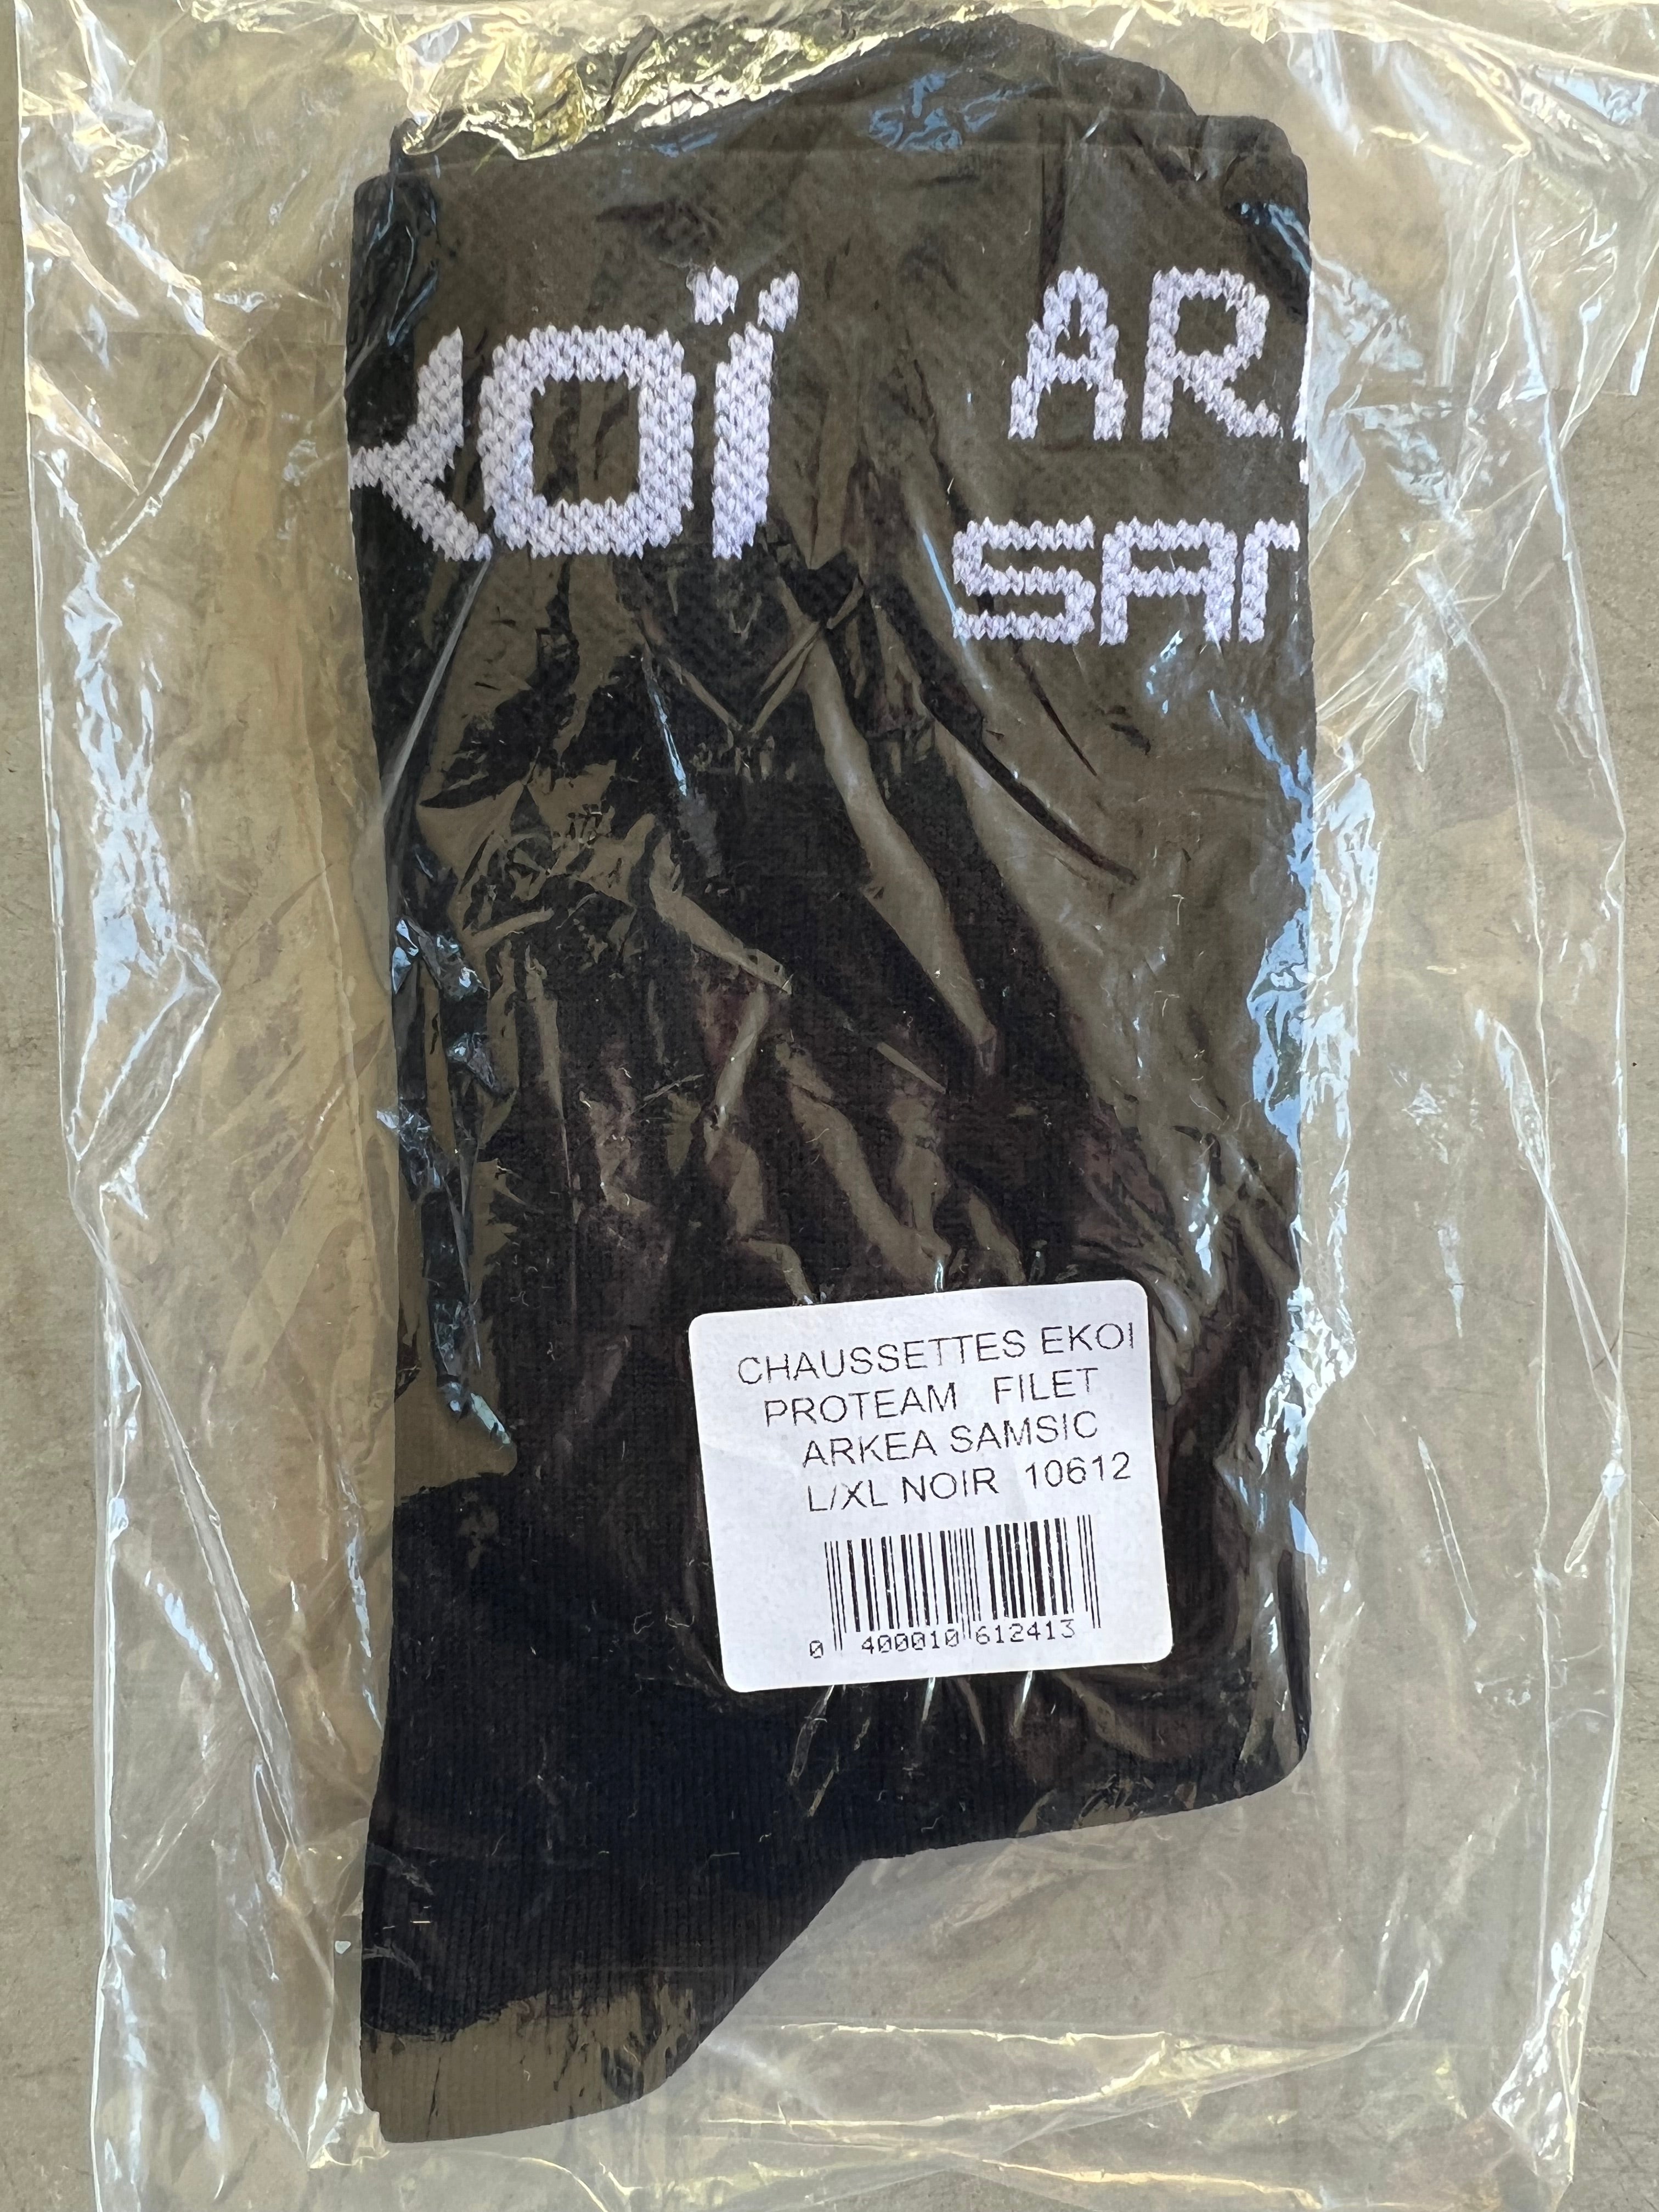 KOÏ
AR
SAM
CHAUSSETTES EKOI
PROTEAM FILET
ARKEA SAMSIC
L/XL NOIR 10612
0 400010 612413